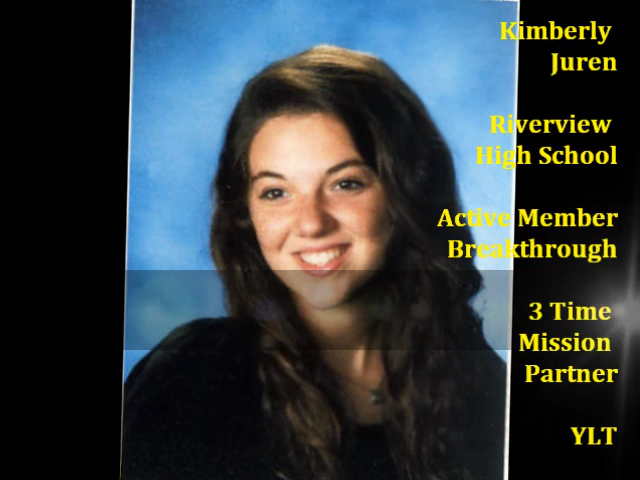 Kimberly
Juren
Riverview
High School
Active Member
Breakthrough
3 Time
Mission
Partner
YLT